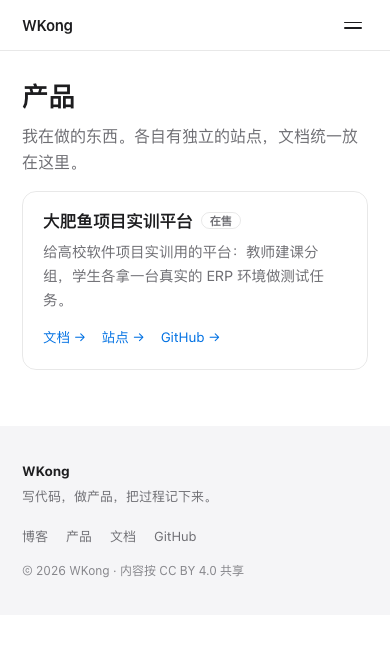 WKong
产品
我在做的东西。各自有独立的站点，文档统一放
在这里。
大肥鱼项目实训平台 在售
给高校软件项目实训用的平台：教师建课分
组，学生各拿一台真实的 ERP 环境做测试任
务。
文档 → 站点 → GitHub →
WKong
写代码，做产品，把过程记下来。
博客 产品 文档 GitHub
© 2026 WKong · 内容按 CC BY 4.0 共享